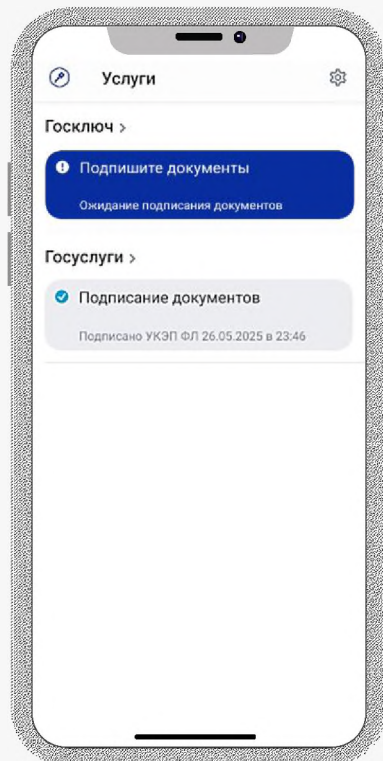 Услуги
Госключ >
Подпишите документы
Ожидание подписания документов
Госуслуги >
Подписание документов
Подписано УКЭП ФЛ 26.05.2025 в 23:46